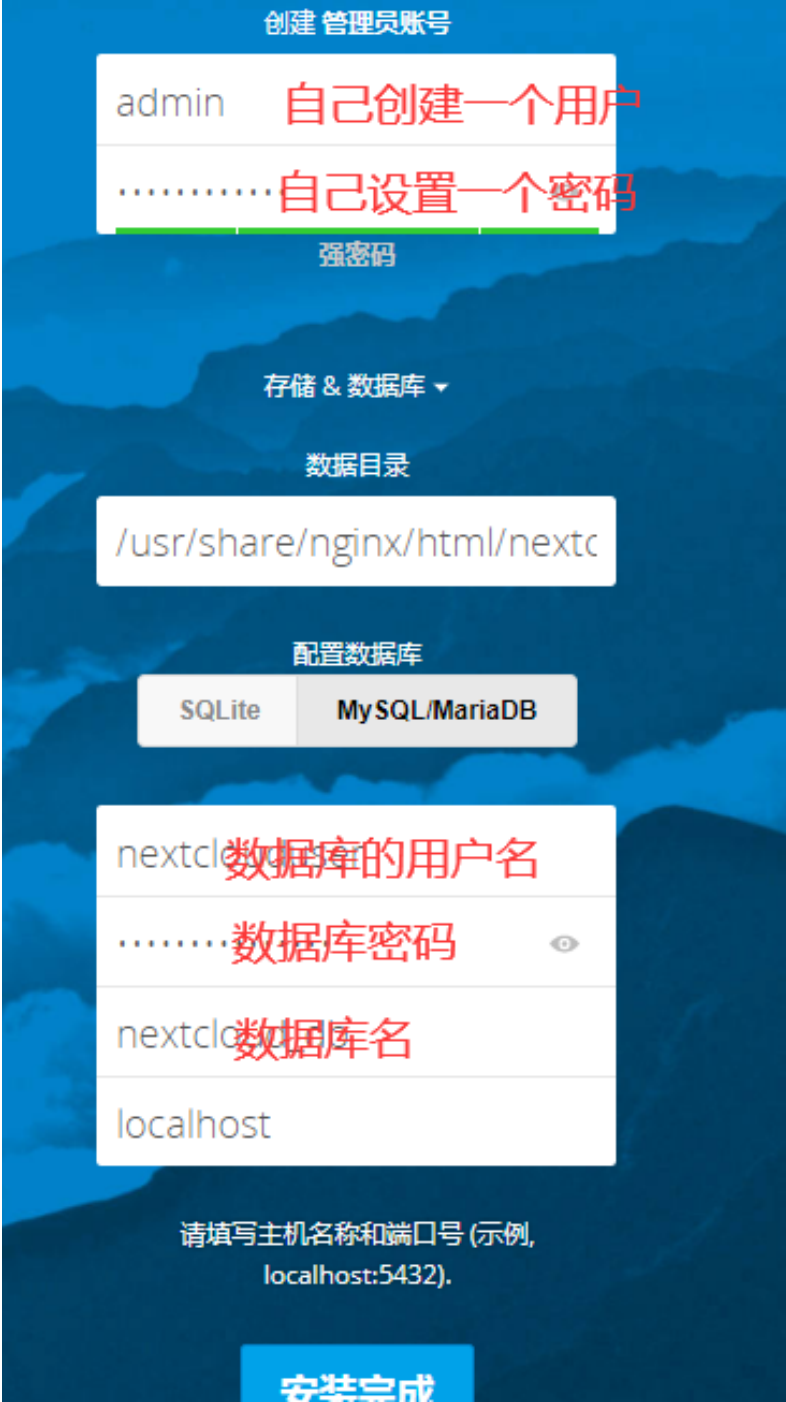 创建 管理员账号
admin 自己创建一个用户
············ 自己设置一个密码
强密码
存储 & 数据库
数据目录
/usr/share/nginx/html/nextc
配置数据库
SQLite MySQL/MariaDB
数据库的用户名
数据库密码
数据库名
localhost
请填写主机名称和端口号 (示例,
localhost:5432).
安装完成